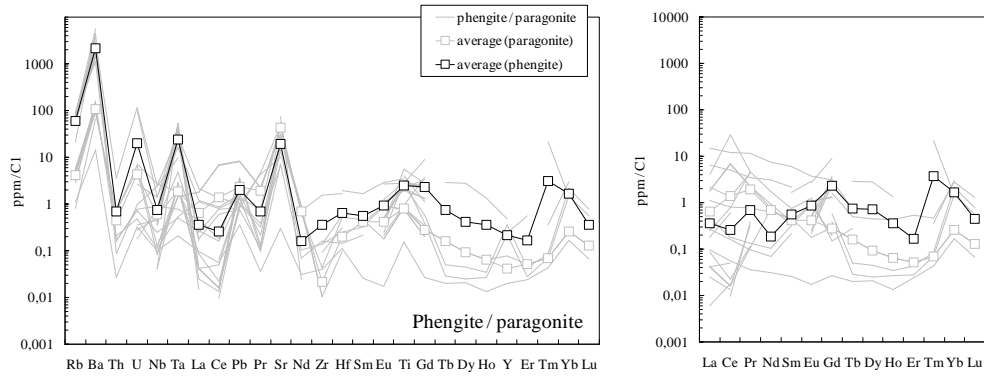 phengite / paragonite
average (paragonite)
average (phengite)
ppm/C1
1000
100
10
1
0,1
0,01
0,001
Phengite / paragonite
Rb Ba Th U Nb Ta La Ce Pb Pr Sr Nd Zr Hf Sm Eu Ti Gd Tb Dy Ho Y Er Tm Yb Lu
ppm/C1
10000
1000
100
10
1
0,1
0,01
0,001
La Ce Pr Nd Sm Eu Gd Tb Dy Ho Er Tm Yb Lu